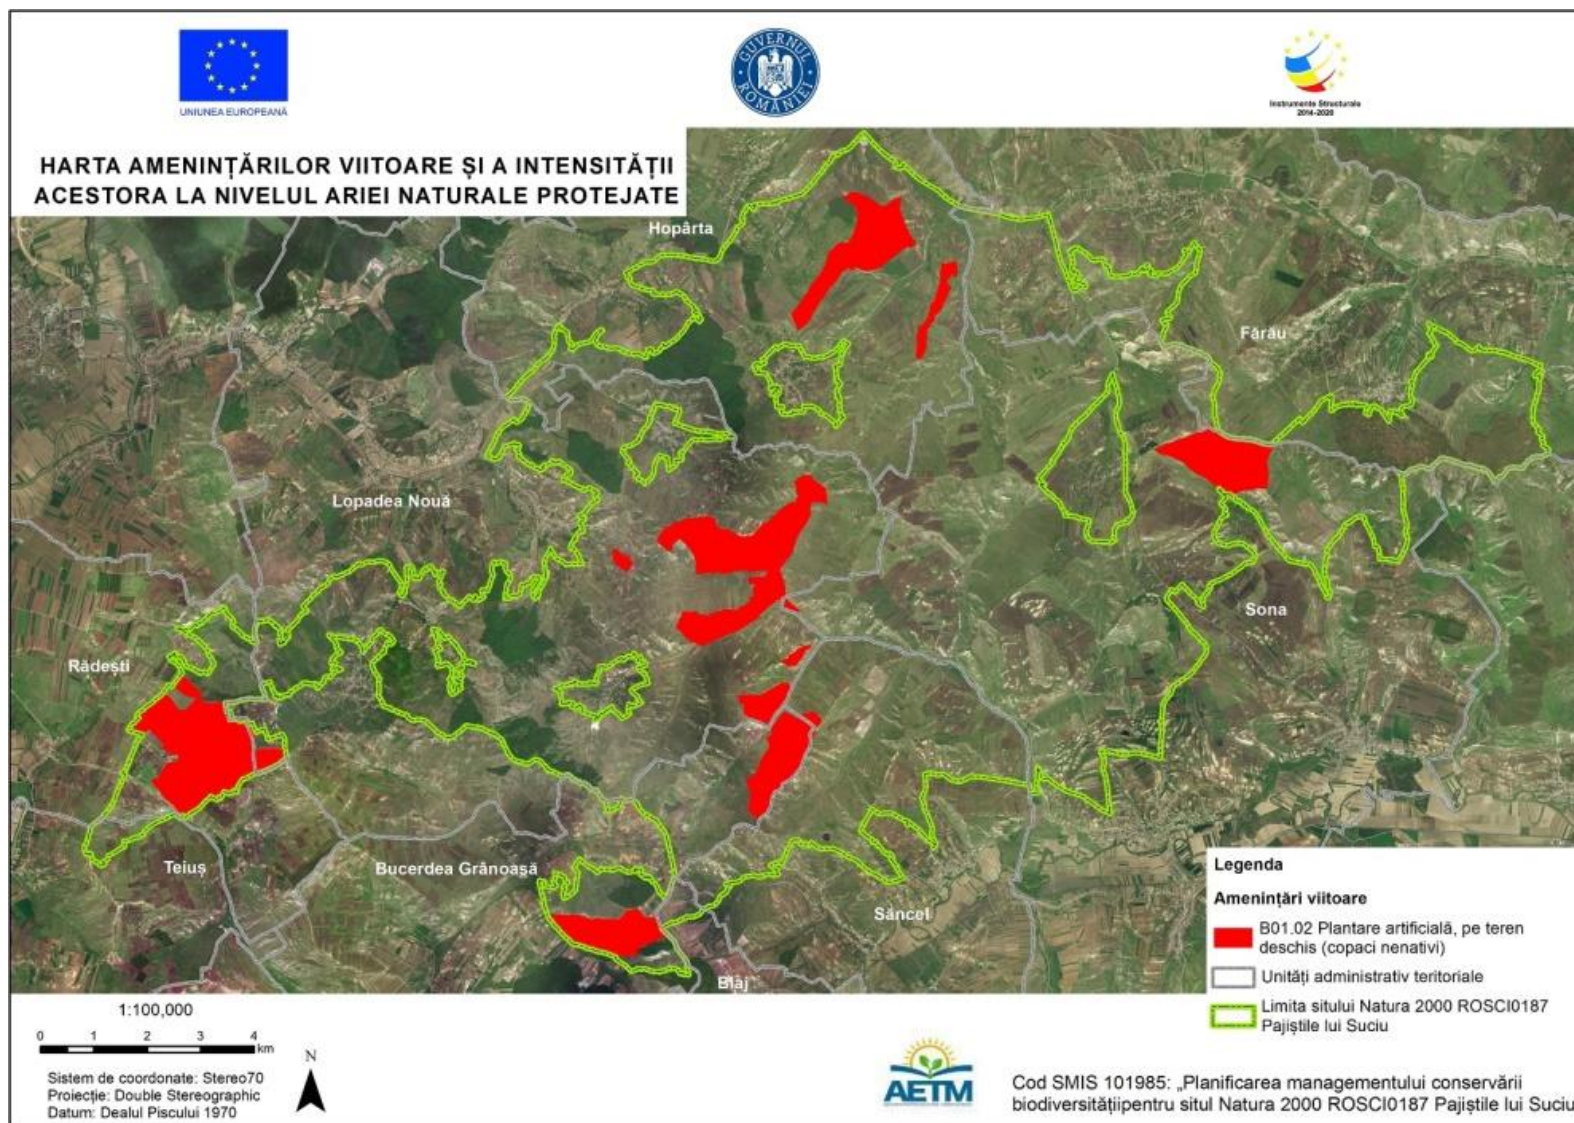 UNIUNEA EUROPEANĂ
GUVERNUL ROMÂNIEI
Instrumente Structurale
2014-2020
HARTA AMENINȚĂRILOR VIITOARE ȘI A INTENSITĂȚII
ACESTORA LA NIVELUL ARIEI NATURALE PROTEJATE
Hopârta
Fărău
Lopadea Nouă
Sona
Rădești
Teiuș
Bucerdea Grânoașă
Sâncel
Blaj
Legenda
Amenințări viitoare
B01.02 Plantare artificială, pe teren
deschis (copaci nenativi)
Unități administrativ teritoriale
Limita sitului Natura 2000 ROSCI0187
Pajiștile lui Suciu
1:100,000
0 1 2 3 4
km
N
Sistem de coordonate: Stereo70
Proiecție: Double Stereographic
Datum: Dealul Piscului 1970
AETM
Cod SMIS 101985: „Planificarea managementului conservării
biodiversitățiipentru situl Natura 2000 ROSCI0187 Pajiștile lui Suciu